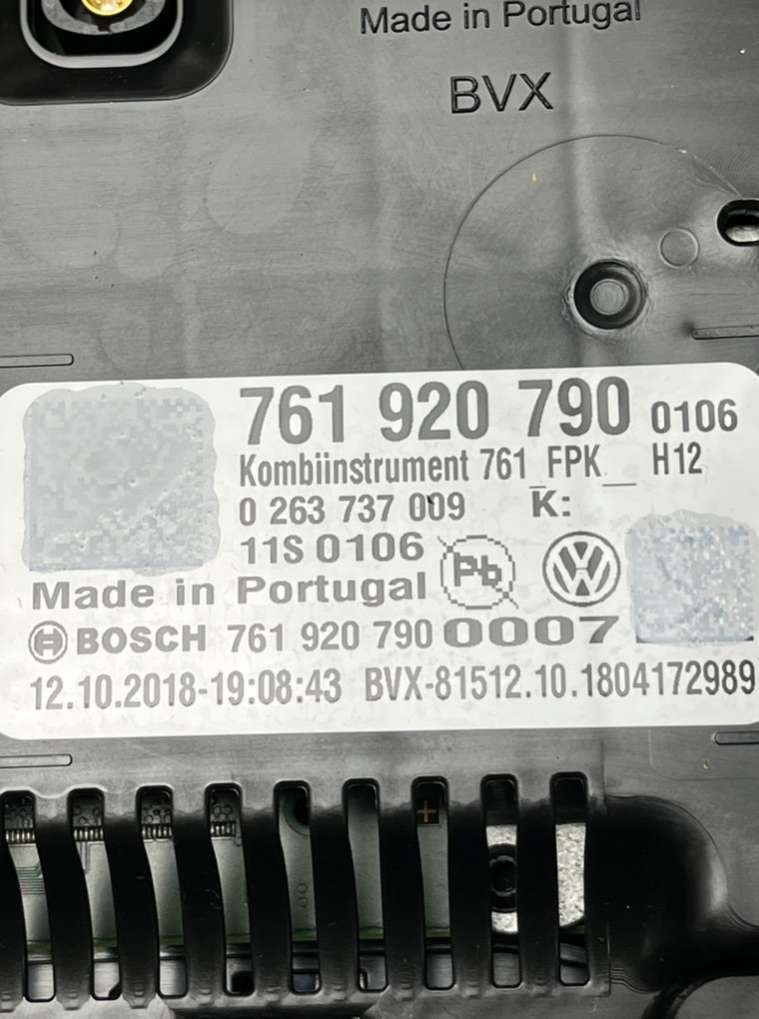 Made in Portugal
BVX
761 920 790 0106
Kombiinstrument 761_FPK__ H12
0 263 737 009 K:
11S 0106 Pb
Made in Portugal
BOSCH 761 920 790 0007
12.10.2018-19:08:43 BVX-81512.10.1804172989